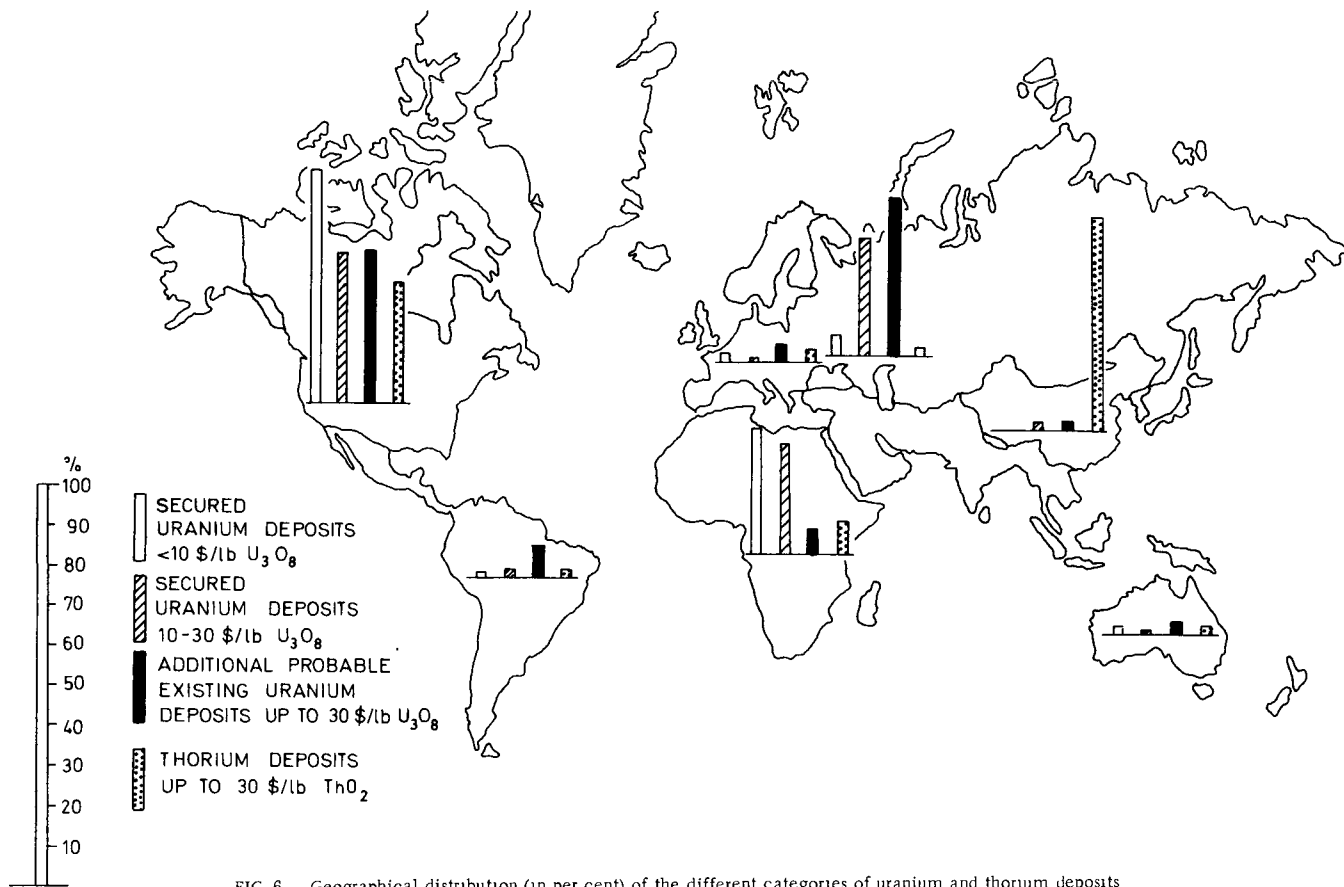 %
100
90
80
70
60
50
40
30
20
10
SECURED
URANIUM DEPOSITS
<10 $/lb U₃O₈
SECURED
URANIUM DEPOSITS
10-30 $/lb U₃O₈
ADDITIONAL PROBABLE
EXISTING URANIUM
DEPOSITS UP TO 30 $/lb U₃O₈
THORIUM DEPOSITS
UP TO 30 $/lb ThO₂
FIG. 6 Geographical distribution (in per cent) of the different categories of uranium and thorium deposits